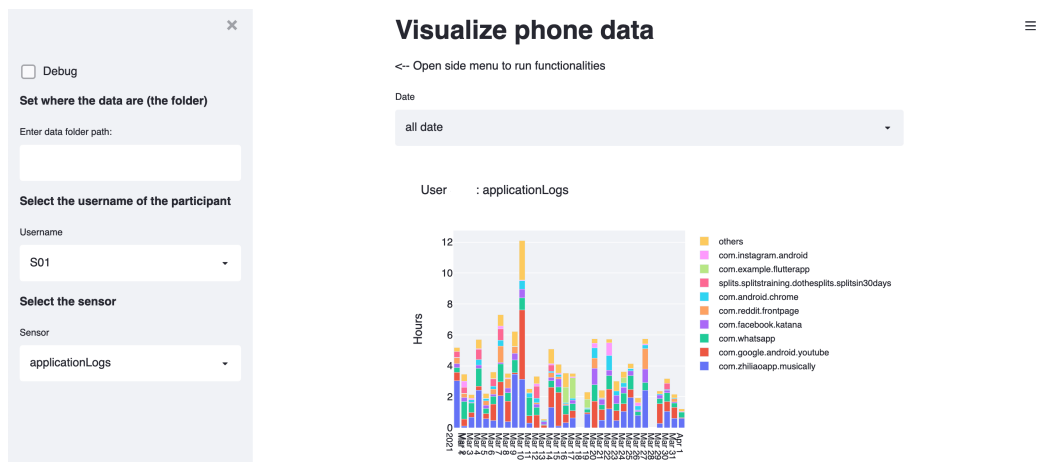 ×
Debug
Set where the data are (the folder)
Enter data folder path:
Select the username of the participant
Username
S01
Select the sensor
Sensor
applicationLogs
Visualize phone data
<-- Open side menu to run functionalities
Date
all date
User : applicationLogs
Hours
12
10
8
6
4
2
0
others
com.instagram.android
com.example.flutterapp
splits.splitstraining.dothesplits.splitsin30days
com.android.chrome
com.reddit.frontpage
com.facebook.katana
com.whatsapp
com.google.android.youtube
com.zhiliaoapp.musically
2021
Mar 3
Mar 4
Mar 5
Mar 6
Mar 7
Mar 8
Mar 9
Mar 10
Mar 11
Mar 12
Mar 13
Mar 14
Mar 15
Mar 16
Mar 17
Mar 18
Mar 19
Mar 20
Mar 21
Mar 22
Mar 23
Mar 24
Mar 25
Mar 26
Mar 27
Mar 28
Mar 29
Mar 30
Mar 31
Apr 1